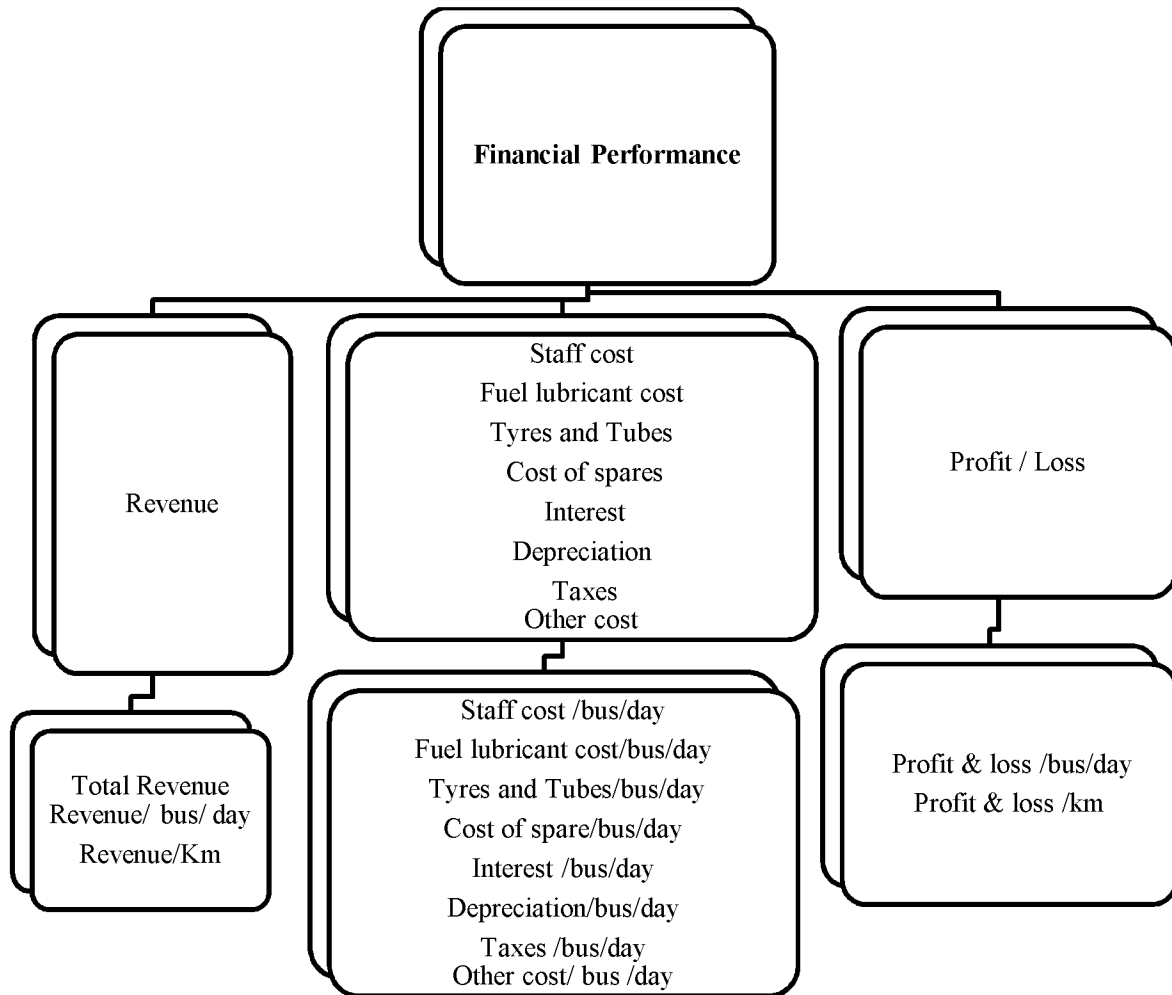 Financial Performance
Revenue
Staff cost
Fuel lubricant cost
Tyres and Tubes
Cost of spares
Interest
Depreciation
Taxes
Other cost
Profit / Loss
Total Revenue
Revenue/ bus/ day
Revenue/Km
Staff cost /bus/day
Fuel lubricant cost/bus/day
Tyres and Tubes/bus/day
Cost of spare/bus/day
Interest /bus/day
Depreciation/bus/day
Taxes /bus/day
Other cost/ bus /day
Profit & loss /bus/day
Profit & loss /km